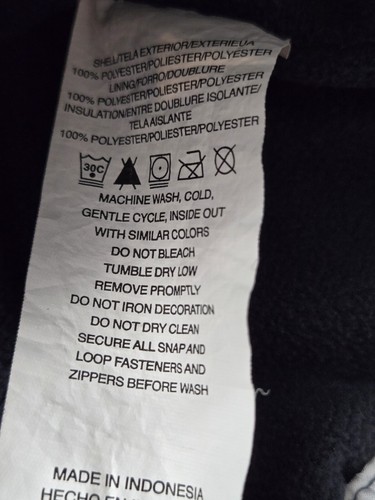 SHELL/TELA EXTERIOR/EXTERIEUR
100% POLYESTER/POLIESTER/POLYESTER
LINING/FORRO/DOUBLURE
100% POLYESTER/POLIESTER/POLYESTER
INSULATION/ENTRE DOUBLURE ISOLANTE/
TELA AISLANTE
100% POLYESTER/POLIESTER/POLYESTER
30C
MACHINE WASH, COLD,
GENTLE CYCLE, INSIDE OUT
WITH SIMILAR COLORS
DO NOT BLEACH
TUMBLE DRY LOW
REMOVE PROMPTLY
DO NOT IRON DECORATION
DO NOT DRY CLEAN
SECURE ALL SNAP AND
LOOP FASTENERS AND
ZIPPERS BEFORE WASH
MADE IN INDONESIA
HECHO EN